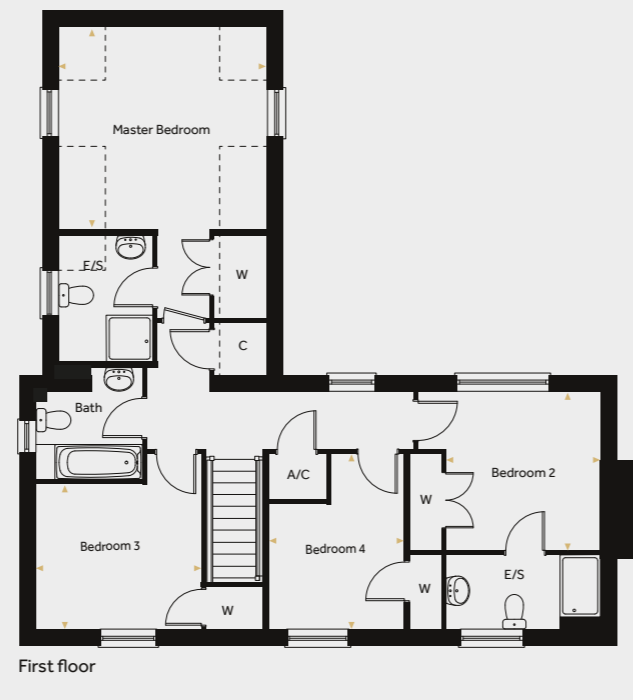 Master Bedroom
E/S
W
C
Bath
A/C
W
Bedroom 2
Bedroom 3
Bedroom 4
W
E/S
W
First floor